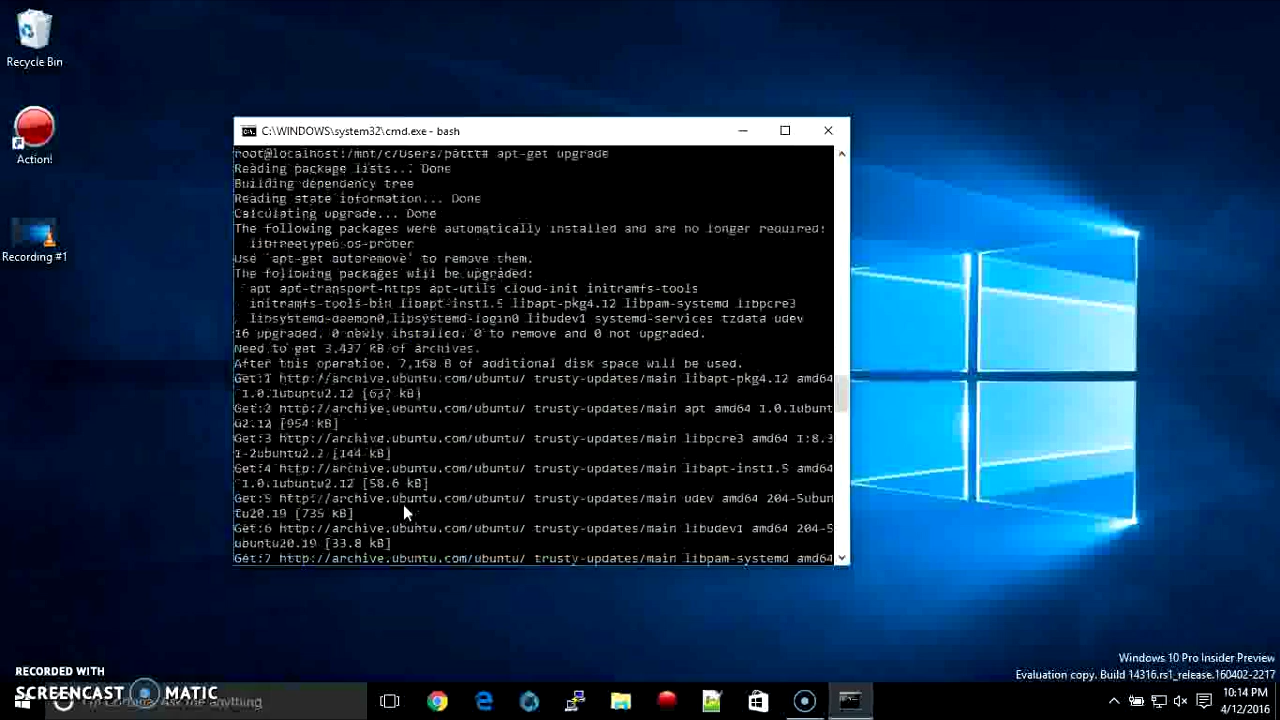 Recycle Bin
Action!
Recording #1
C:\WINDOWS\system32\cmd.exe - bash
root@localhost:/mnt/c/Users/pattt# apt-get upgrade
Reading package lists... Done
Building dependency tree
Reading state information... Done
Calculating upgrade... Done
The following packages were automatically installed and are no longer required:
libfreetype6 os-prober
Use 'apt-get autoremove' to remove them.
The following packages will be upgraded:
apt apt-transport-https apt-utils cloud-init initramfs-tools
initramfs-tools-bin libapt-inst1.5 libapt-pkg4.12 libpam-systemd libpcre3
libsystemd-daemon0 libsystemd-login0 libudev1 systemd-services tzdata udev
16 upgraded, 0 newly installed, 0 to remove and 0 not upgraded.
Need to get 3,437 kB of archives.
After this operation, 7,168 B of additional disk space will be used.
Get:1 http://archive.ubuntu.com/ubuntu/ trusty-updates/main libapt-pkg4.12 amd64
1.0.1ubuntu2.12 [637 kB]
Get:2 http://archive.ubuntu.com/ubuntu/ trusty-updates/main apt amd64 1.0.1ubunt
u2.12 [954 kB]
Get:3 http://archive.ubuntu.com/ubuntu/ trusty-updates/main libpcre3 amd64 1:8.3
1-2ubuntu2.2 [144 kB]
Get:4 http://archive.ubuntu.com/ubuntu/ trusty-updates/main libapt-inst1.5 amd64
1.0.1ubuntu2.12 [58.6 kB]
Get:5 http://archive.ubuntu.com/ubuntu/ trusty-updates/main udev amd64 204-5ubun
tu20.19 [735 kB]
Get:6 http://archive.ubuntu.com/ubuntu/ trusty-updates/main libudev1 amd64 204-5
ubuntu20.19 [33.8 kB]
Get:7 http://archive.ubuntu.com/ubuntu/ trusty-updates/main libpam-systemd amd64
Windows 10 Pro Insider Preview
Evaluation copy. Build 14316.rs1_release.160402-2217
RECORDED WITH
SCREENCAST MATIC
anything
10:14 PM
4/12/2016